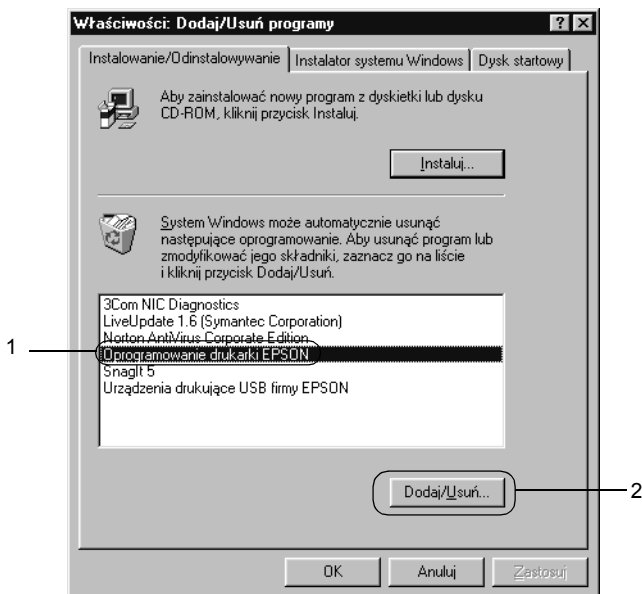 Właściwości: Dodaj/Usuń programy
Instalowanie/Odinstalowywanie Instalator systemu Windows Dysk startowy
Aby zainstalować nowy program z dyskietki lub dysku
CD-ROM, kliknij przycisk Instaluj.
Instaluj...
System Windows może automatycznie usunąć
następujące oprogramowanie. Aby usunąć program lub
zmodyfikować jego składniki, zaznacz go na liście
i kliknij przycisk Dodaj/Usuń.
3Com NIC Diagnostics
LiveUpdate 1.6 (Symantec Corporation)
Norton AntiVirus Corporate Edition
1 Oprogramowanie drukarki EPSON
SnagIt 5
Urządzenia drukujące USB firmy EPSON
Dodaj/Usuń... 2
OK Anuluj Zastosuj